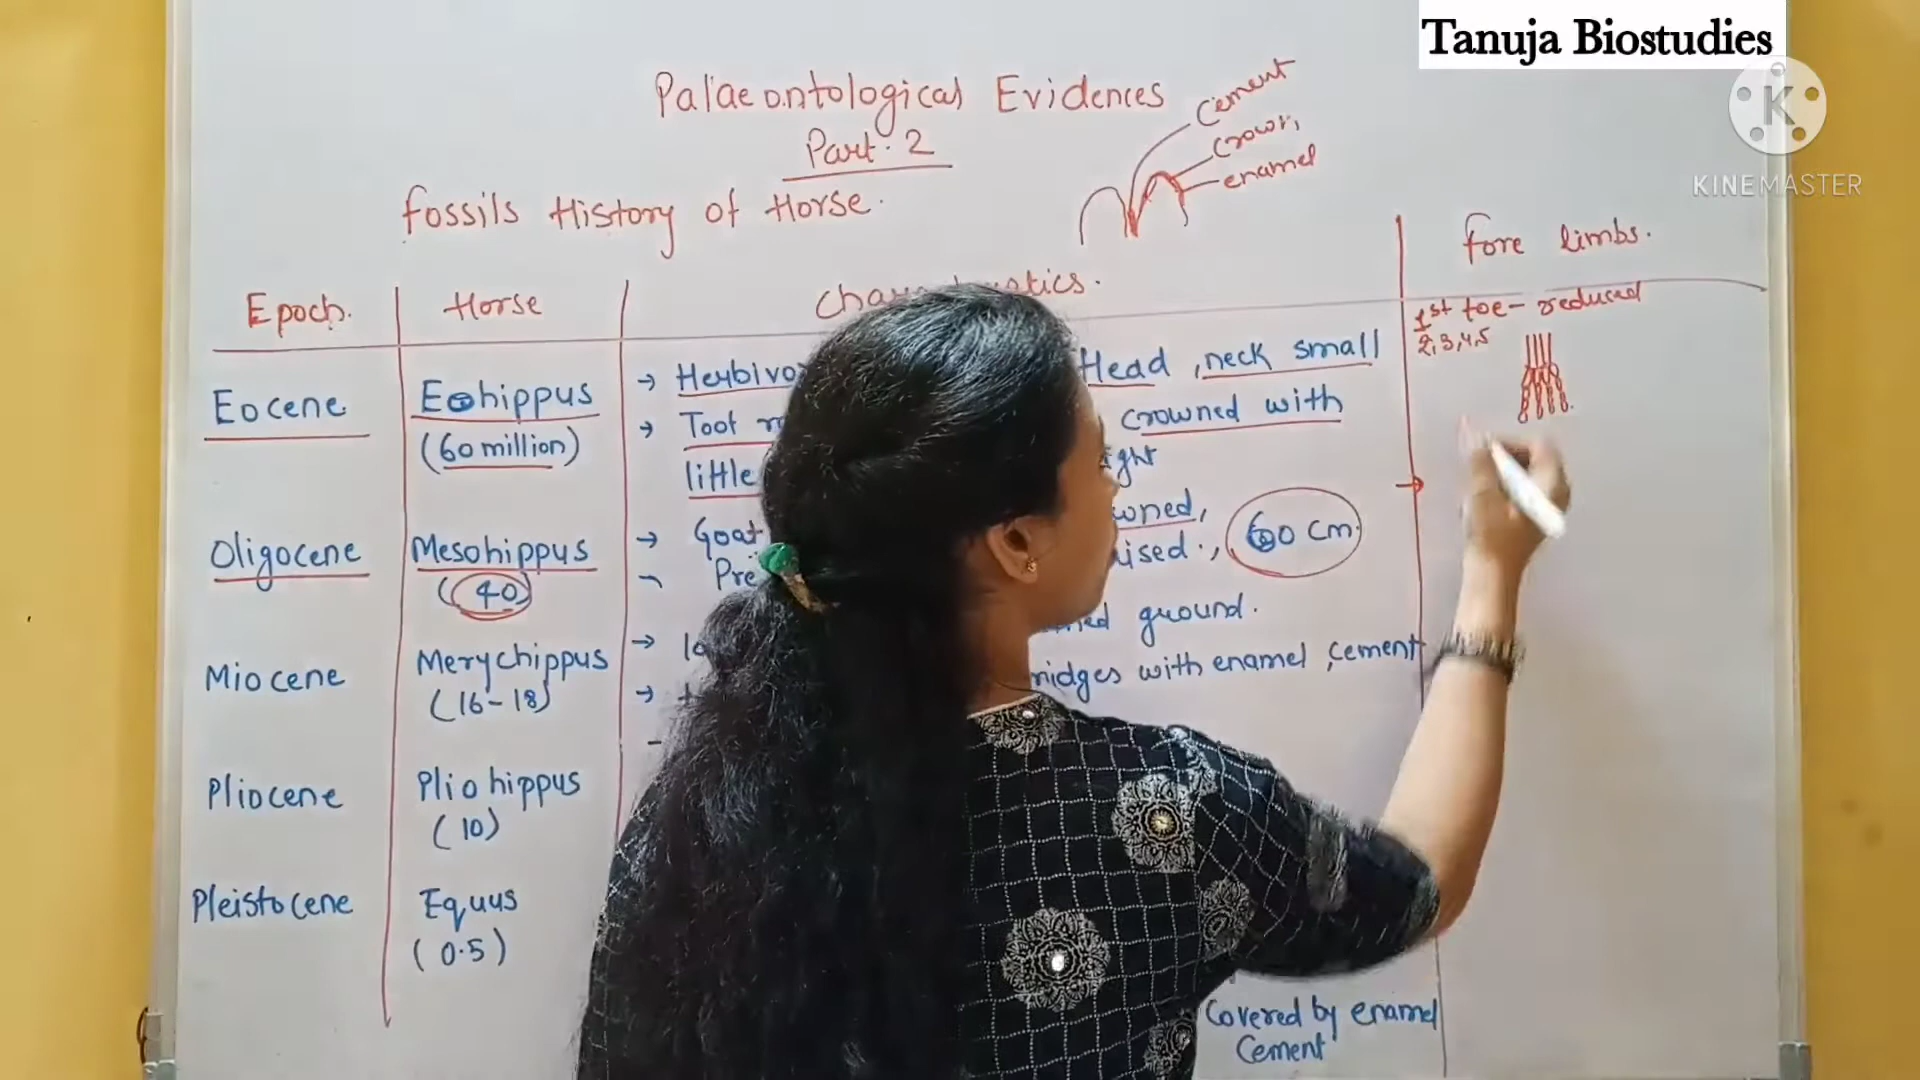 Tanuja Biostudies
KINEMASTER
Palaeontological Evidences
Part. 2
Cement
Crown,
enamel
fossils History of Horse.
Epoch.
Horse
fore limbs.
1st toe - reduced
2,3,4,5
Eocene
Eohippus
(60 million)
→ Herbivo Head, neck small
→ Toot crowned with
little
Oligocene
Mesohippus
(40)
→ Goat
Pre
60 cm.
ground.
Miocene
Merychippus
(16-18)
ridges with enamel, cement
Pliocene
Pliohippus
(10)
Pleistocene
Equus
(0.5)
Covered by enamel
Cement